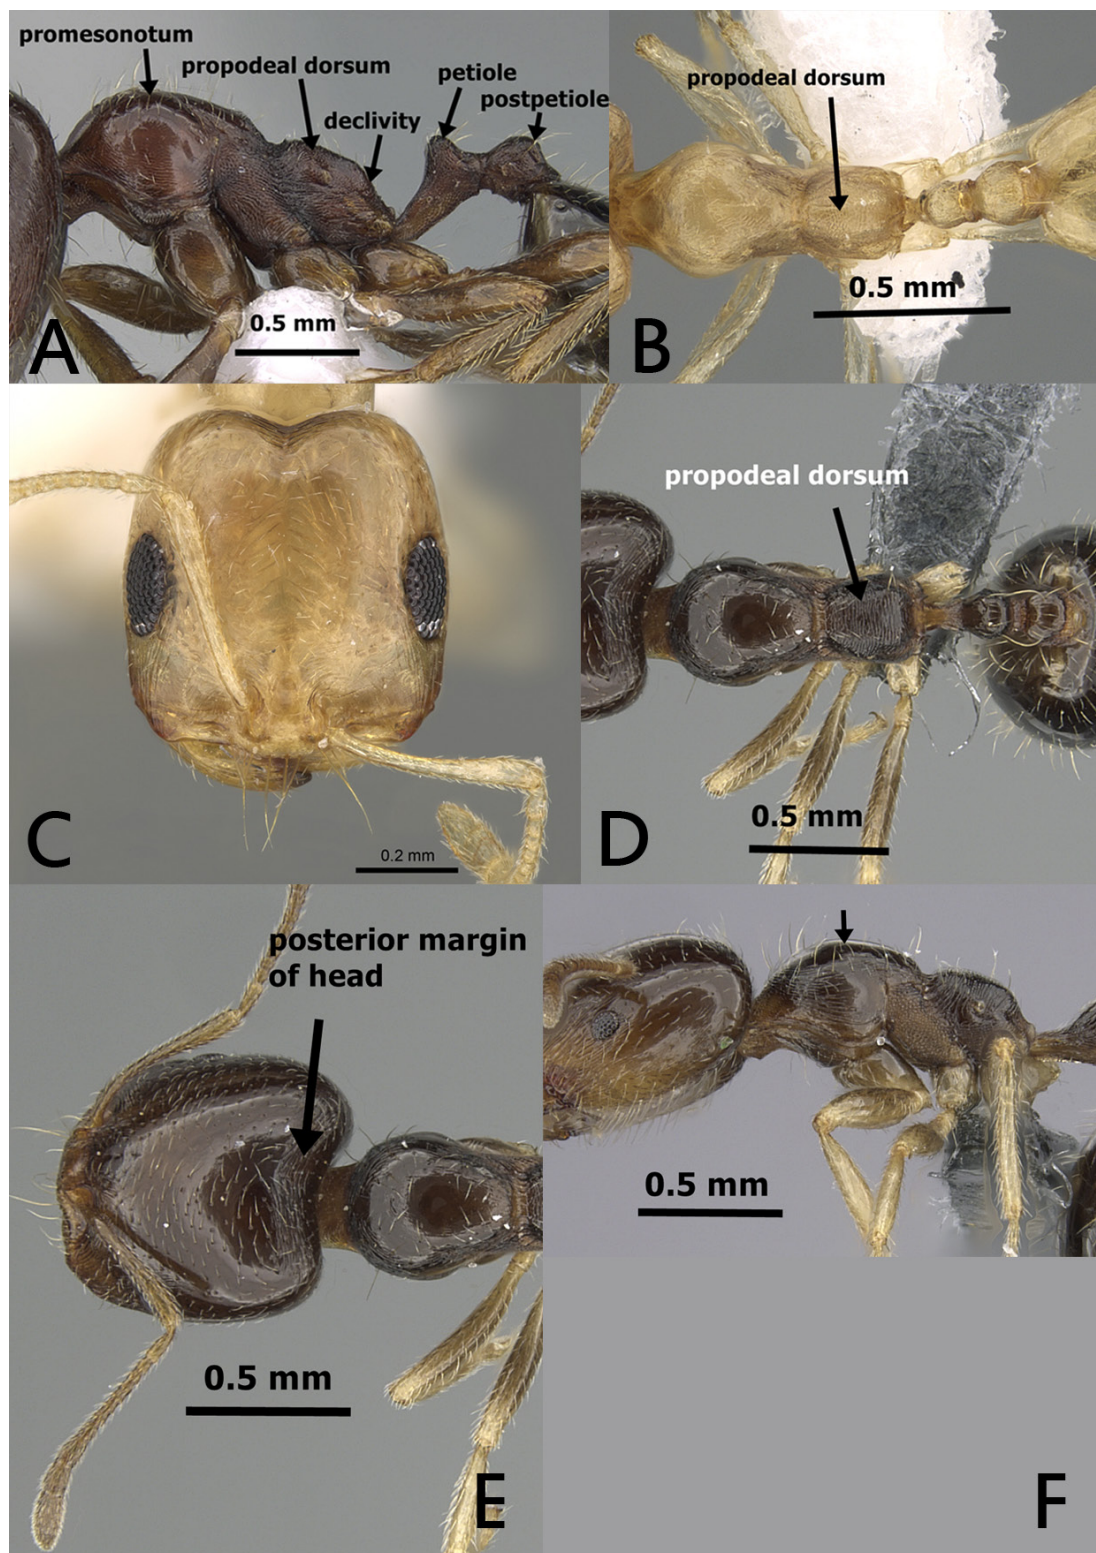 promesonotum
propodeal dorsum
petiole
postpetiole
declivity
0.5 mm
A
propodeal dorsum
0.5 mm
B
C
0.2 mm
propodeal dorsum
0.5 mm
D
posterior margin
of head
0.5 mm
E
0.5 mm
F